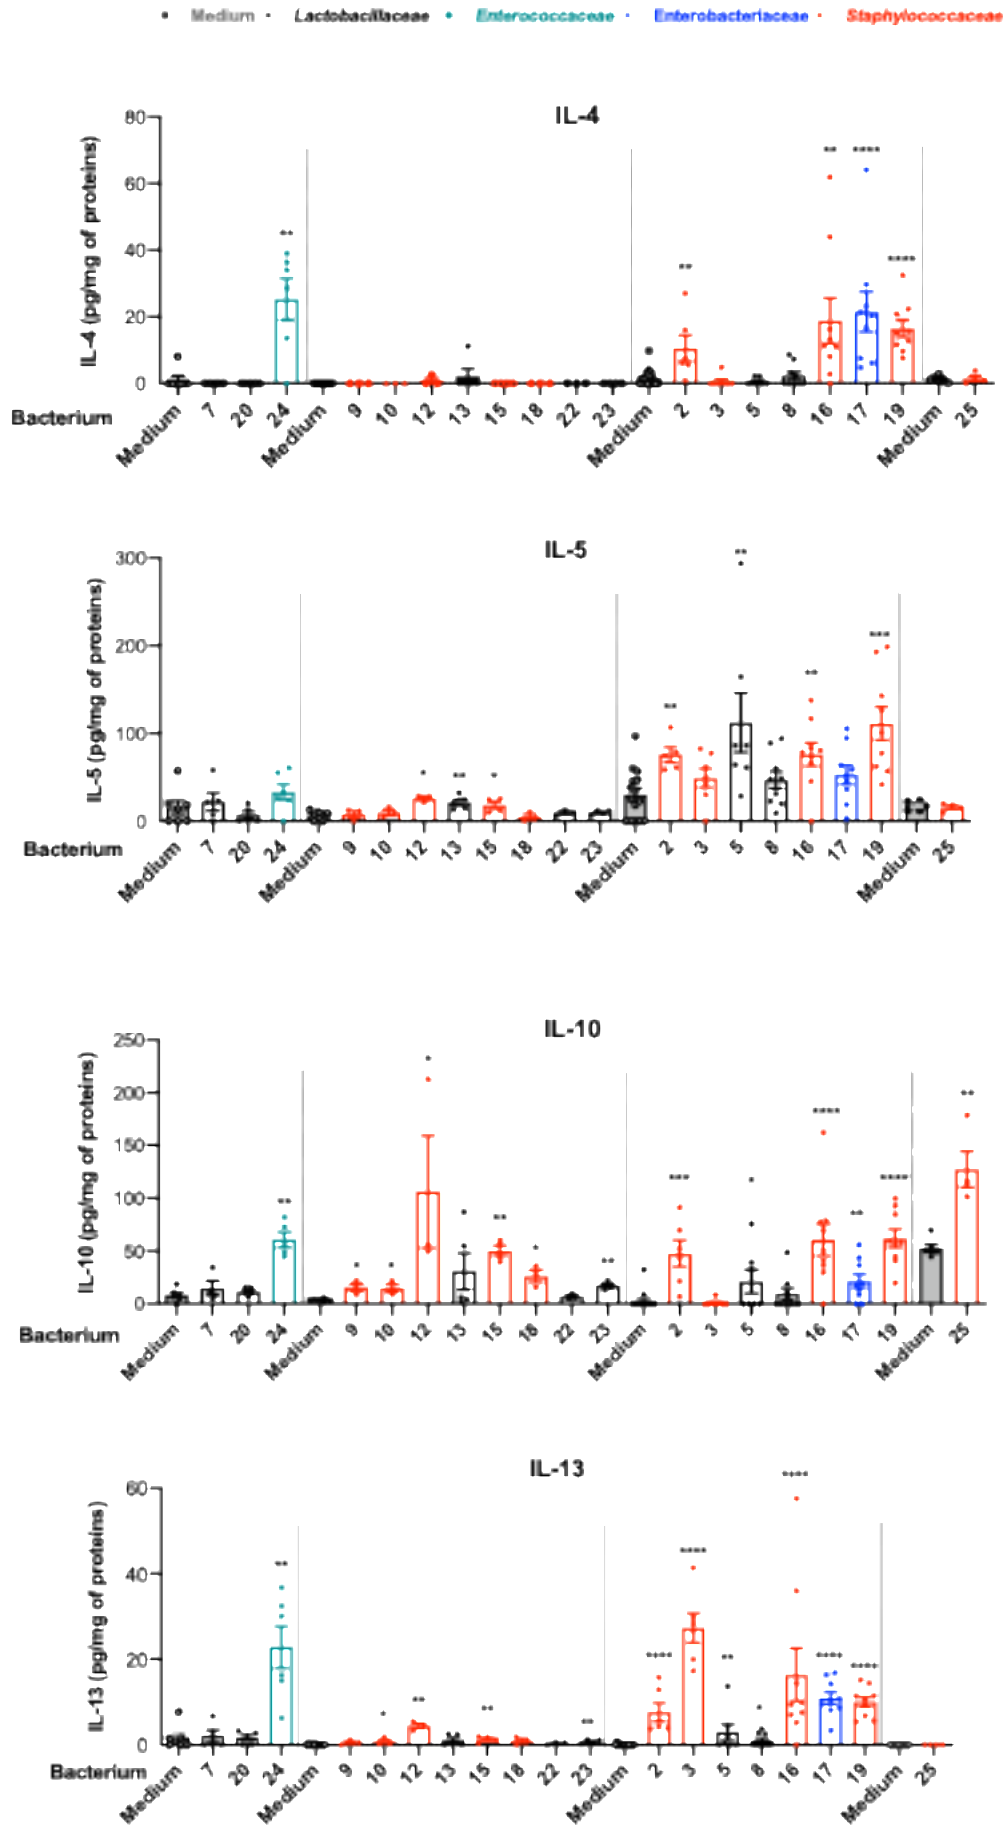 Medium Lactobacillaceae Enterococcaceae Enterobacteriaceae Staphylococcaceae
IL-4
IL-4 (pg/mg of proteins)
80
60
40
20
0
** ** ** **** ****
Bacterium Medium 7 20 24 Medium 9 10 12 13 15 18 22 23 Medium 2 3 5 8 16 17 19 Medium 25
IL-5
IL-5 (pg/mg of proteins)
300
200
100
0
* ** * ** ** ** ***
Bacterium Medium 7 20 24 Medium 9 10 12 13 15 18 22 23 Medium 2 3 5 8 16 17 19 Medium 25
IL-10
IL-10 (pg/mg of proteins)
250
200
150
100
50
0
** * * * ** * ** *** **** ** **** **
Bacterium Medium 7 20 24 Medium 9 10 12 13 15 18 22 23 Medium 2 3 5 8 16 17 19 Medium 25
IL-13
IL-13 (pg/mg of proteins)
60
40
20
0
** * ** ** ** **** **** ** * **** **** ****
Bacterium Medium 7 20 24 Medium 9 10 12 13 15 18 22 23 Medium 2 3 5 8 16 17 19 Medium 25